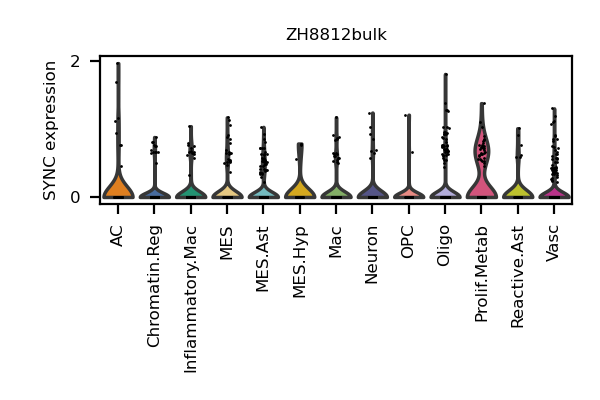 ZH8812bulk
SYNC expression
2
0
AC
Chromatin.Reg
Inflammatory.Mac
MES
MES.Ast
MES.Hyp
Mac
Neuron
OPC
Oligo
Prolif.Metab
Reactive.Ast
Vasc